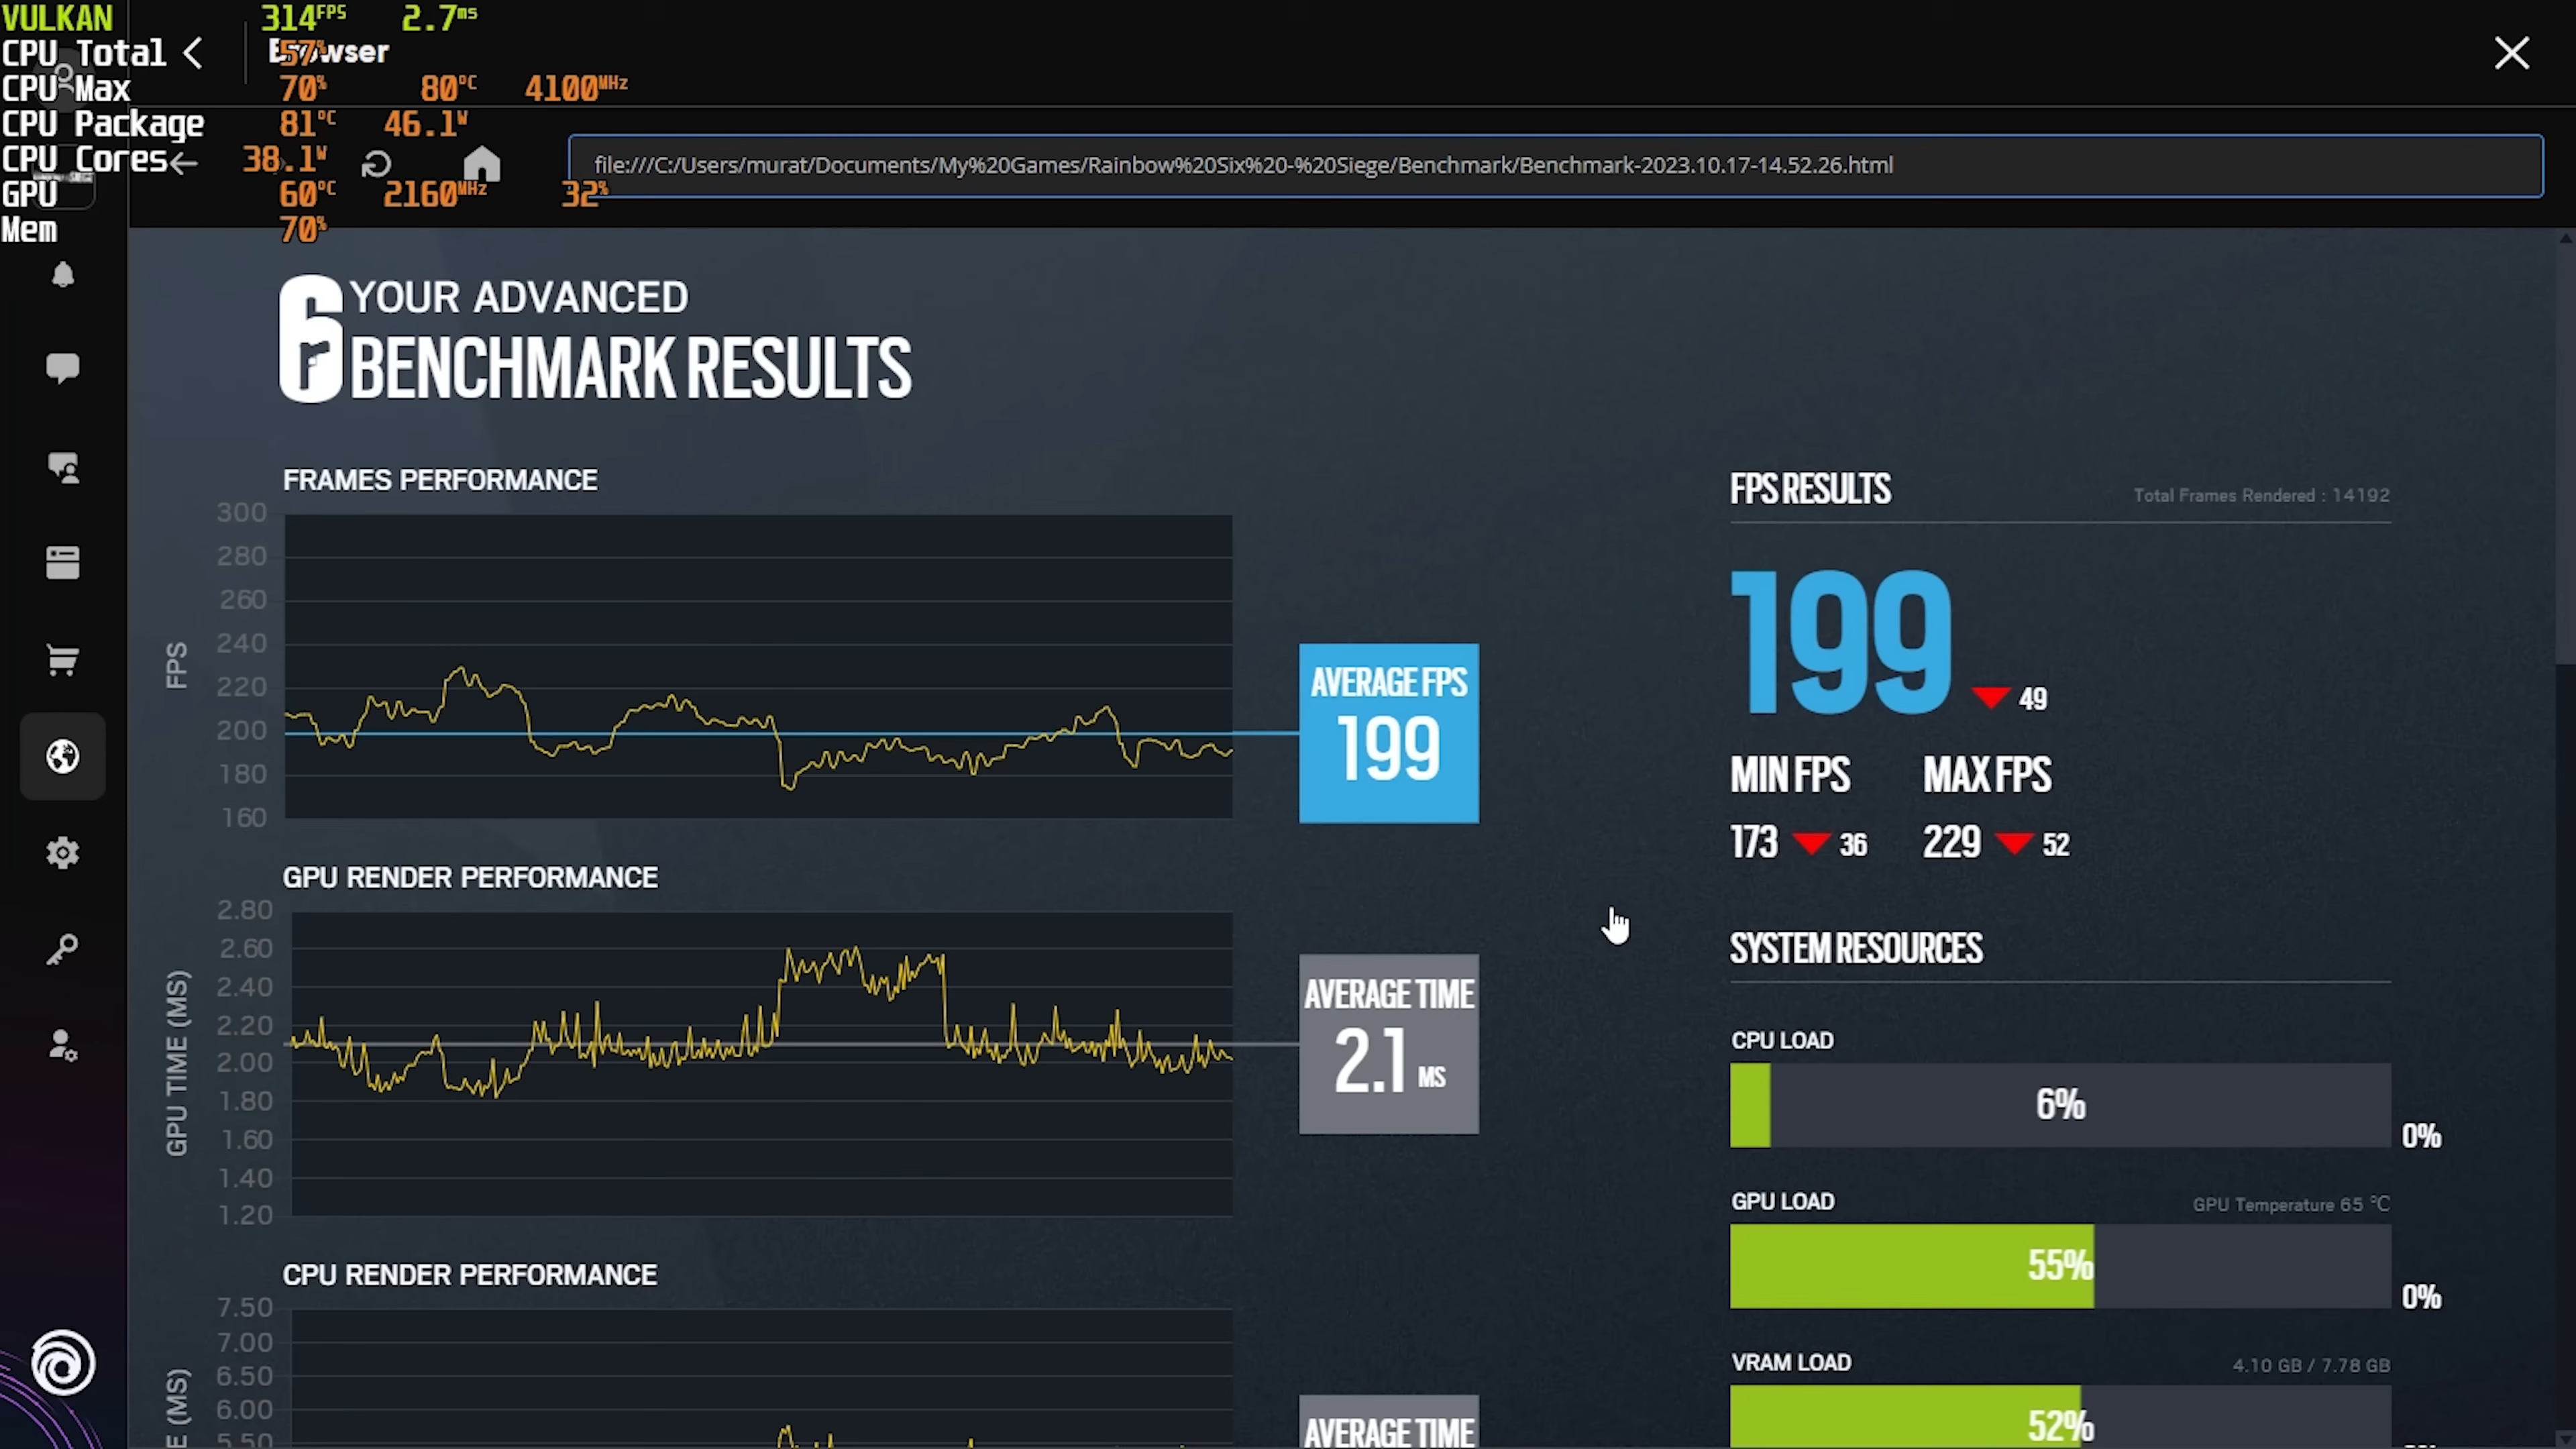 VULKAN 314FPS 2.7ms
CPU Total 57%
Browser
CPU Max 70% 80°C 4100MHz
CPU Package 81°C 46.1W
CPU Cores 38.1W
file:///C:/Users/murat/Documents/My%20Games/Rainbow%20Six%20-%20Siege/Benchmark/Benchmark-2023.10.17-14.52.26.html
GPU 60°C 2160MHz 32%
Mem 70%
YOUR ADVANCED
BENCHMARK RESULTS
FRAMES PERFORMANCE
300
280
260
240
220
200
180
160
FPS
AVERAGE FPS
199
GPU RENDER PERFORMANCE
2.80
2.60
2.40
2.20
2.00
1.80
1.60
1.40
1.20
GPU TIME (MS)
AVERAGE TIME
2.1 MS
CPU RENDER PERFORMANCE
7.50
7.00
6.50
6.00
5.50
E (MS)
AVERAGE TIME
FPS RESULTS
Total Frames Rendered : 14192
199 49
MIN FPS MAX FPS
173 36 229 52
SYSTEM RESOURCES
CPU LOAD
6%
0%
GPU LOAD
GPU Temperature 65 °C
55%
0%
VRAM LOAD
4.10 GB / 7.78 GB
52%